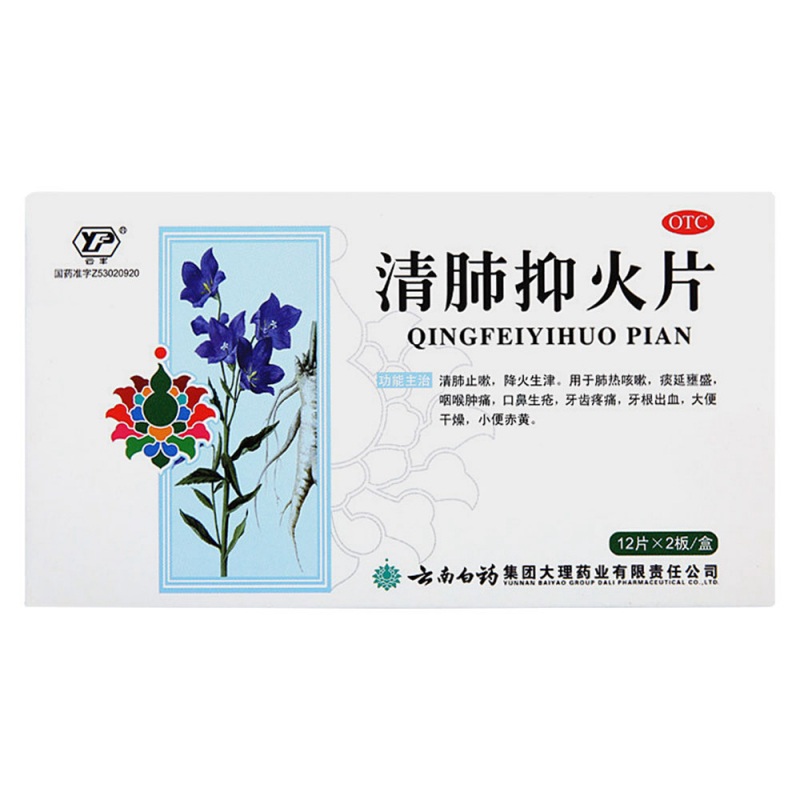 YP®
云丰
国药准字Z53020920
OTC
清肺抑火片
QINGFEIYIHUO PIAN
功能主治
清肺止嗽，降火生津。用于肺热咳嗽，痰延壅盛，
咽喉肿痛，口鼻生疮，牙齿疼痛，牙根出血，大便
干燥，小便赤黄。
12片×2板/盒
云南白药集团大理药业有限责任公司
YUNNAN BAIYAO GROUP DALI PHARMACEUTICAL CO.,LTD.